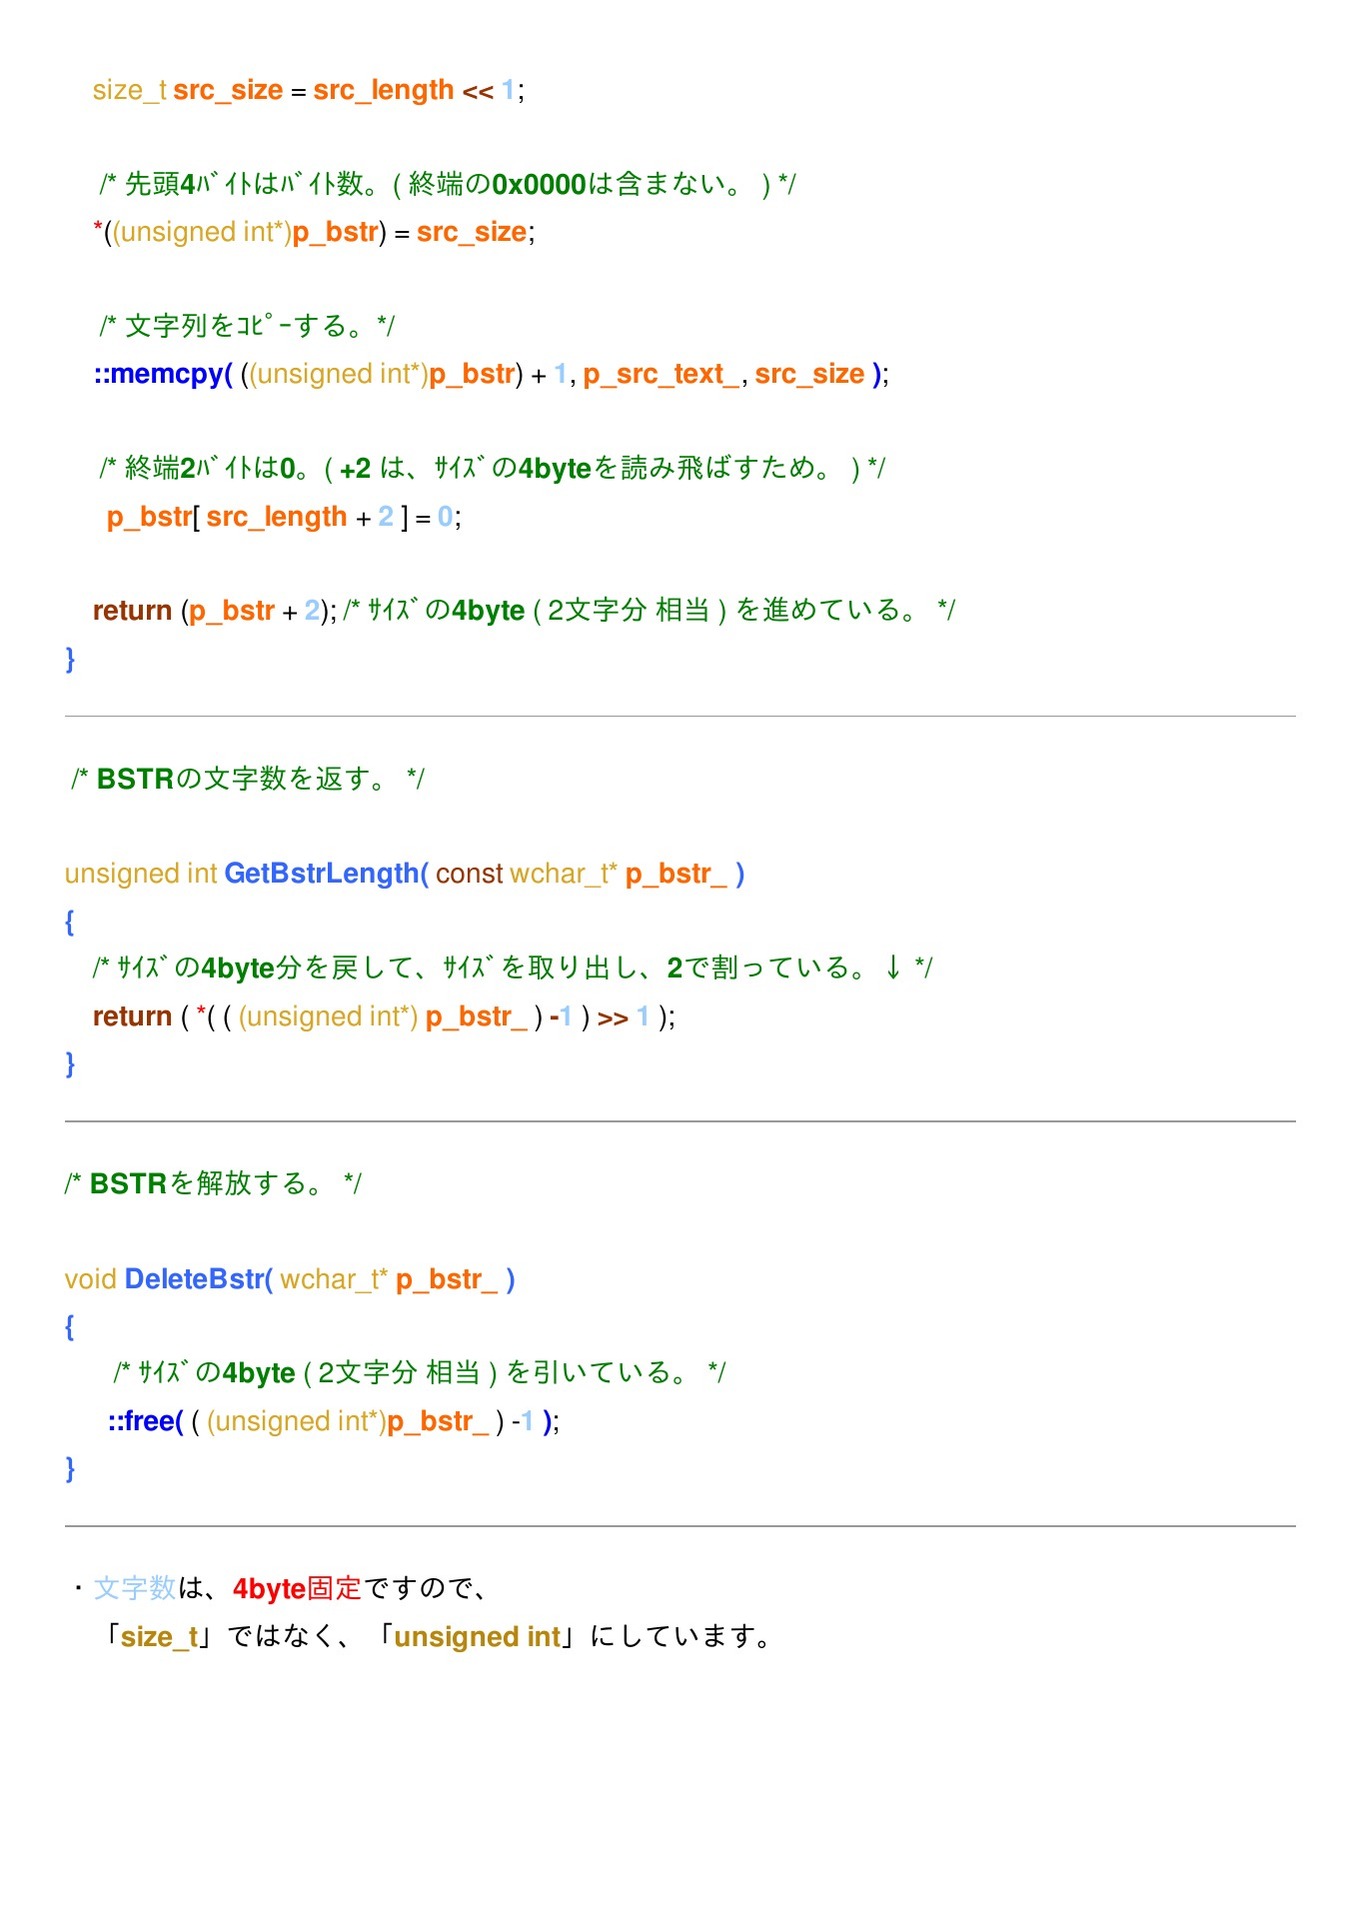 size_t src_size = src_length << 1;
/* 先頭4ﾊﾞｲﾄはﾊﾞｲﾄ数。( 終端の0x0000は含まない。 ) */
*((unsigned int*)p_bstr) = src_size;
/* 文字列をｺﾋﾟｰする。*/
::memcpy( ((unsigned int*)p_bstr) + 1, p_src_text_, src_size );
/* 終端2ﾊﾞｲﾄは0。( +2 は、ｻｲｽﾞの4byteを読み飛ばすため。 ) */
p_bstr[ src_length + 2 ] = 0;
return (p_bstr + 2); /* ｻｲｽﾞの4byte ( 2文字分 相当 ) を進めている。 */
}
/* BSTRの文字数を返す。 */
unsigned int GetBstrLength( const wchar_t* p_bstr_ )
{
/* ｻｲｽﾞの4byte分を戻して、ｻｲｽﾞを取り出し、2で割っている。↓ */
return ( *( ( (unsigned int*) p_bstr_ ) -1 ) >> 1 );
}
/* BSTRを解放する。 */
void DeleteBstr( wchar_t* p_bstr_ )
{
/* ｻｲｽﾞの4byte ( 2文字分 相当 ) を引いている。 */
::free( ( (unsigned int*)p_bstr_ ) -1 );
}
・文字数は、4byte固定ですので、
「size_t」ではなく、「unsigned int」にしています。